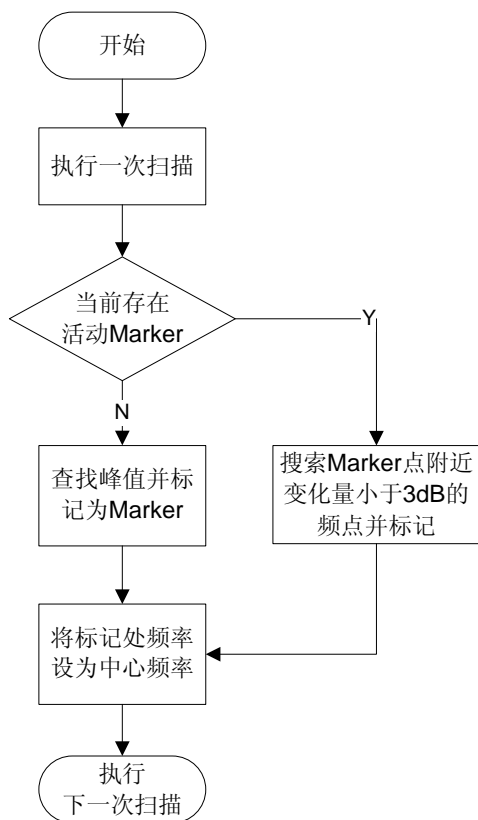 开始
执行一次扫描
当前存在
活动Marker
Y
N
查找峰值并标
记为Marker
搜索Marker点附近
变化量小于3dB的
频点并标记
将标记处频率
设为中心频率
执行
下一次扫描